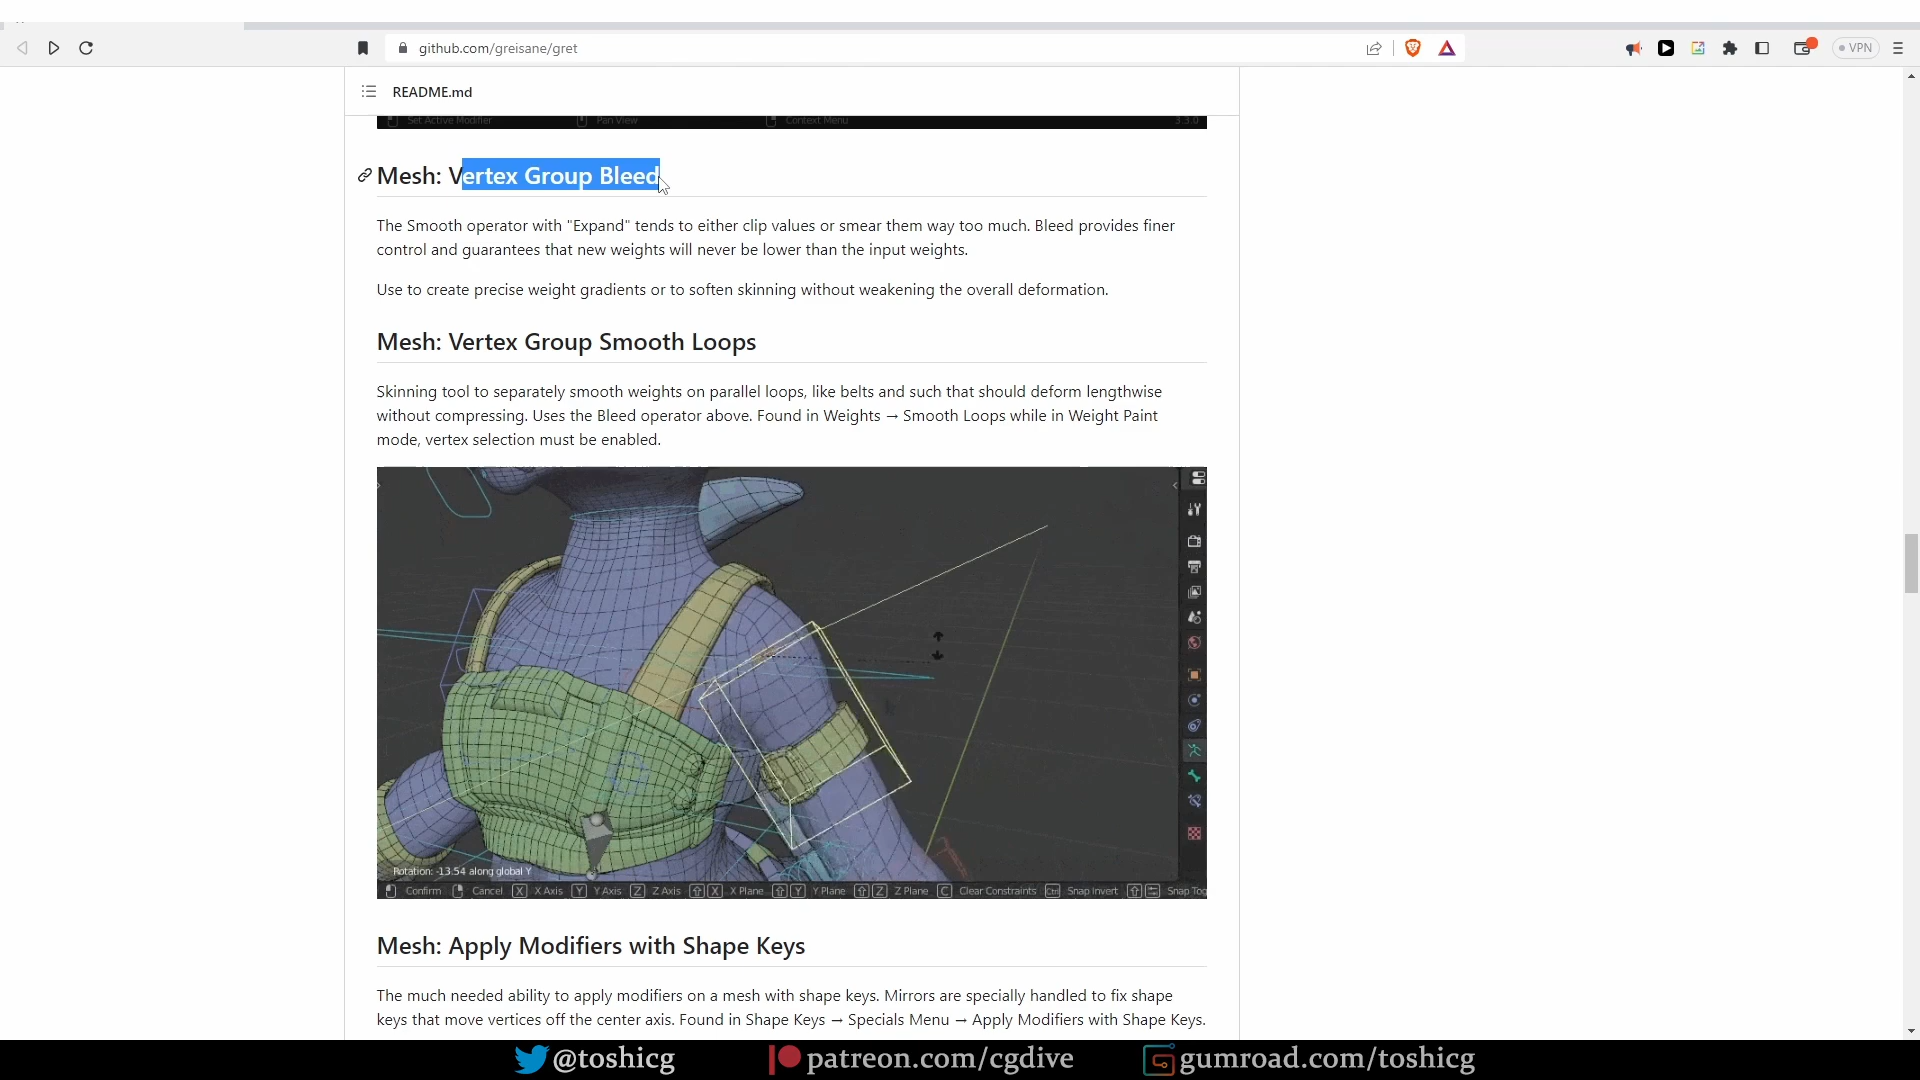 github.com/greisane/gret
VPN
README.md
Set Active Modifier Pan View Context Menu 3.3.0
Mesh: Vertex Group Bleed
The Smooth operator with "Expand" tends to either clip values or smear them way too much. Bleed provides finer
control and guarantees that new weights will never be lower than the input weights.
Use to create precise weight gradients or to soften skinning without weakening the overall deformation.
Mesh: Vertex Group Smooth Loops
Skinning tool to separately smooth weights on parallel loops, like belts and such that should deform lengthwise
without compressing. Uses the Bleed operator above. Found in Weights → Smooth Loops while in Weight Paint
mode, vertex selection must be enabled.
Rotation: -13.54 along global Y
Confirm Cancel X X Axis Y Y Axis Z Z Axis X X Plane Y Y Plane Z Z Plane C Clear Constraints Ctrl Snap Invert Snap Tog
Mesh: Apply Modifiers with Shape Keys
The much needed ability to apply modifiers on a mesh with shape keys. Mirrors are specially handled to fix shape
keys that move vertices off the center axis. Found in Shape Keys → Specials Menu → Apply Modifiers with Shape Keys.
@toshicg patreon.com/cgdive gumroad.com/toshicg